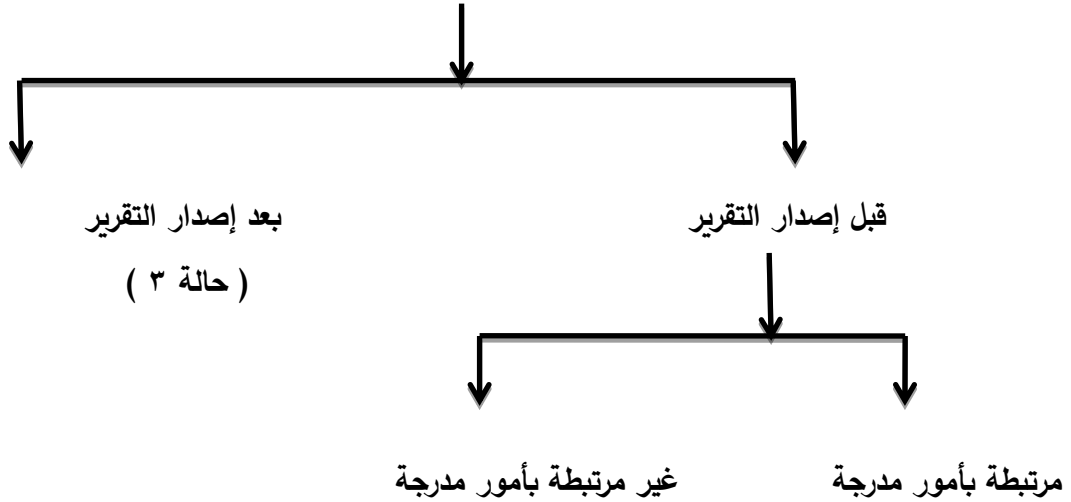 قبل إصدار التقرير
بعد إصدار التقرير
( حالة ٣ )
مرتبطة بأمور مدرجة
غير مرتبطة بأمور مدرجة